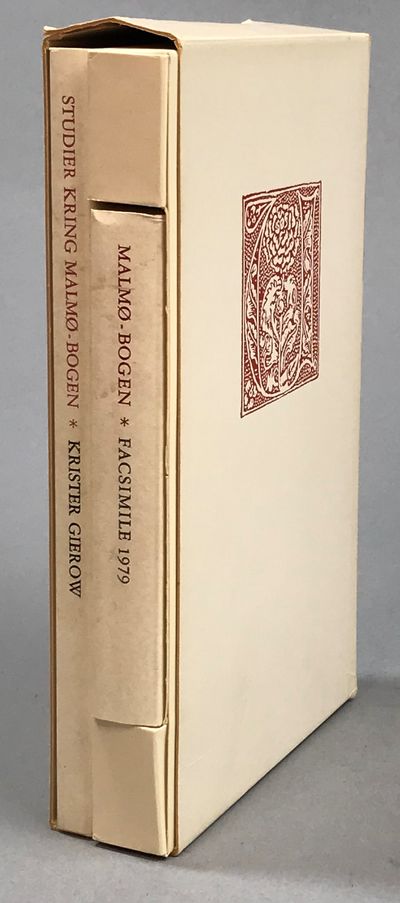 STUDIER KRING MALMØ-BOGEN * KRISTER GIEROW
MALMØ-BOGEN * FACSIMILE 1979